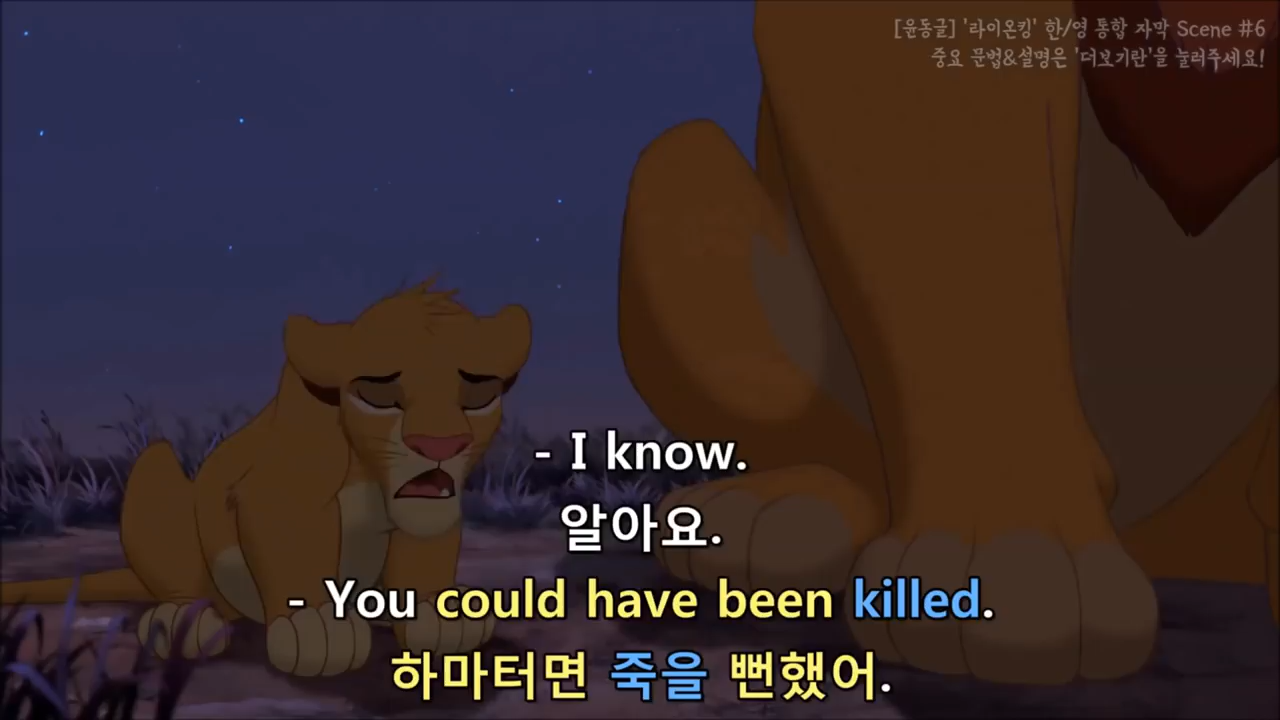 [윤동글] '라이온킹' 한/영 통합 자막 Scene #6
중요 문법&설명은 '더보기란'을 눌러주세요!
- I know.
알아요.
- You could have been killed.
하마터면 죽을 뻔했어.